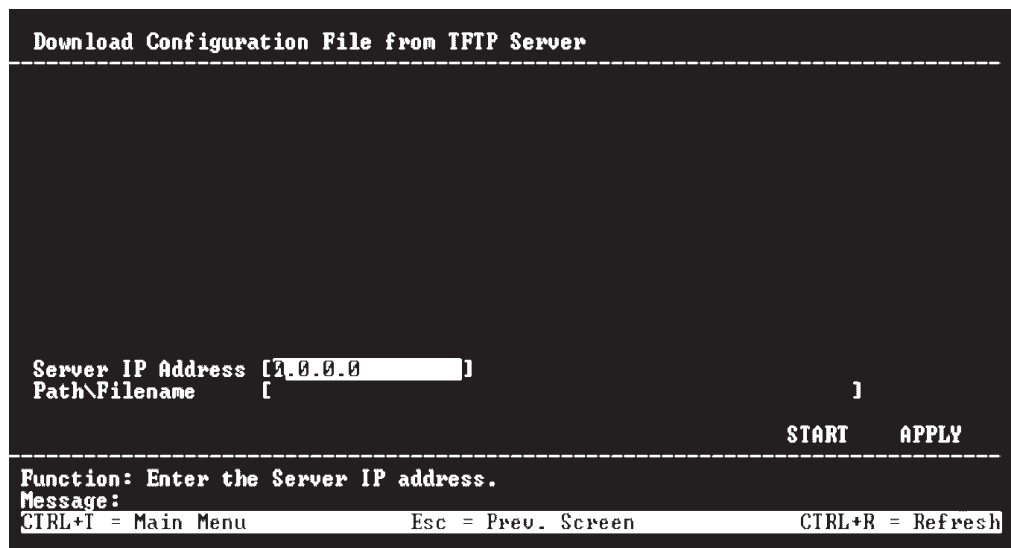 Download Configuration File from TFTP Server
Server IP Address [0.0.0.0 ]
Path\Filename [ ]
START APPLY
Function: Enter the Server IP address.
Message:
CTRL+T = Main Menu Esc = Prev. Screen CTRL+R = Refresh